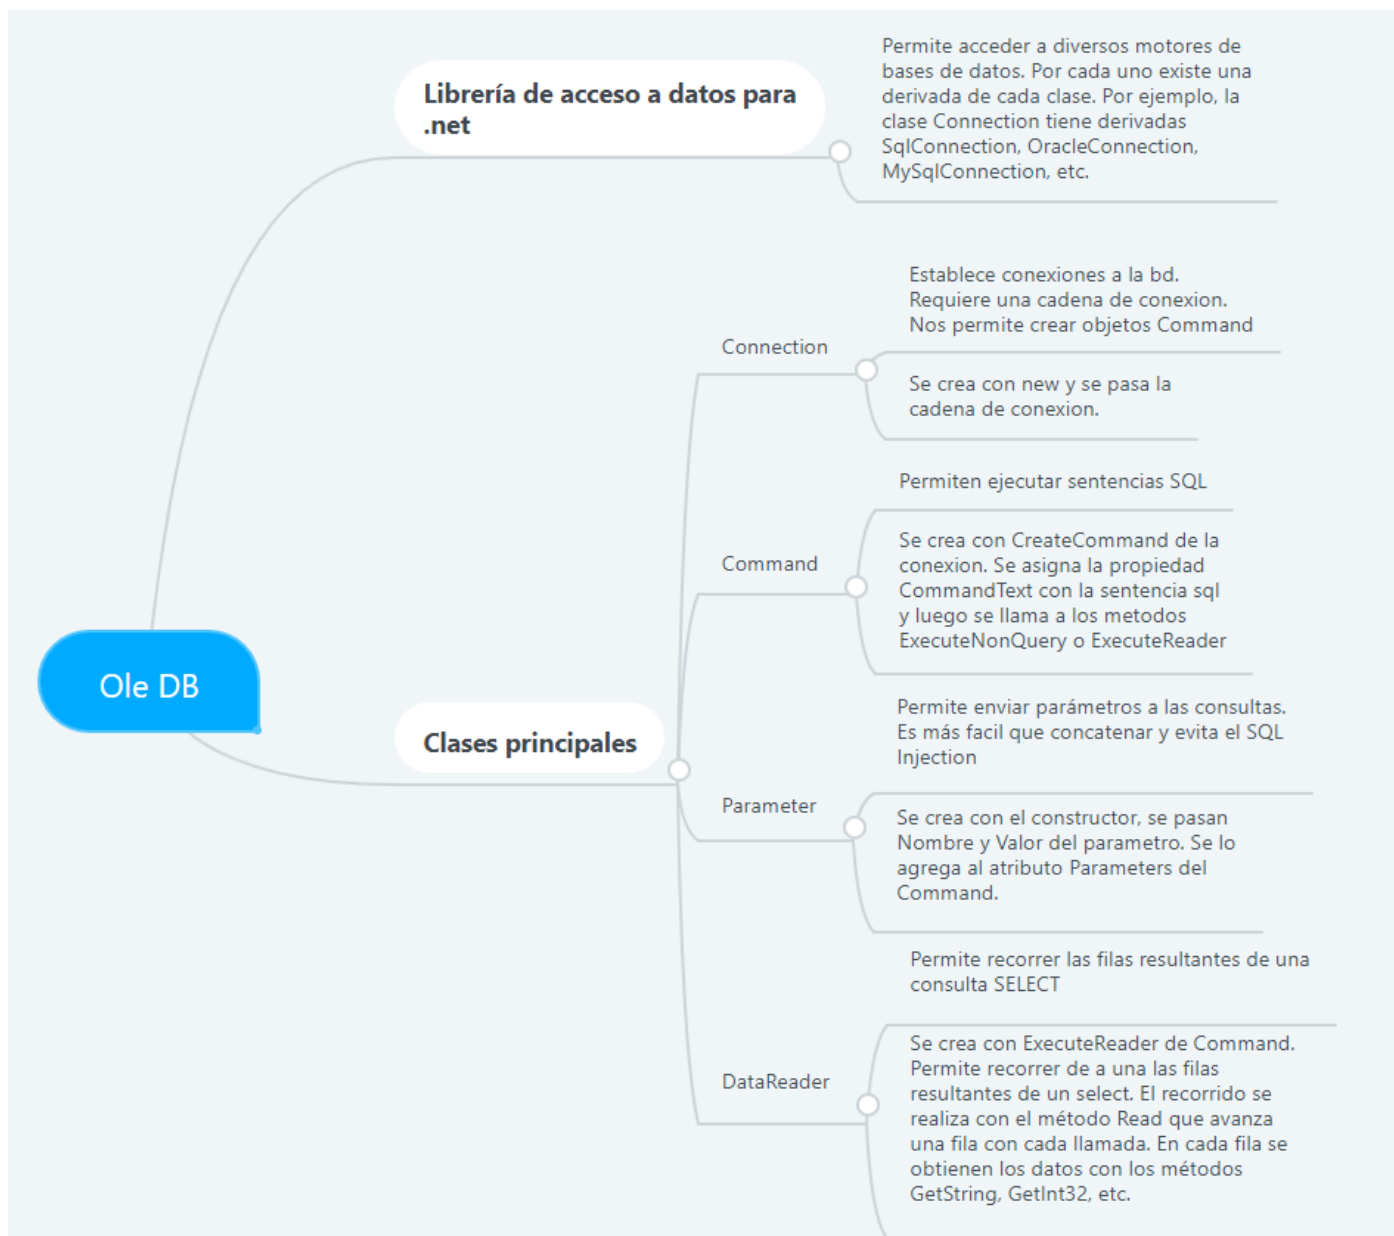 Librería de acceso a datos para
.net
Permite acceder a diversos motores de
bases de datos. Por cada uno existe una
derivada de cada clase. Por ejemplo, la
clase Connection tiene derivadas
SqlConnection, OracleConnection,
MySqlConnection, etc.
Ole DB
Clases principales
Connection
Establece conexiones a la bd.
Requiere una cadena de conexion.
Nos permite crear objetos Command
Se crea con new y se pasa la
cadena de conexion.
Command
Permiten ejecutar sentencias SQL
Se crea con CreateCommand de la
conexion. Se asigna la propiedad
CommandText con la sentencia sql
y luego se llama a los metodos
ExecuteNonQuery o ExecuteReader
Parameter
Permite enviar parámetros a las consultas.
Es más facil que concatenar y evita el SQL
Injection
Se crea con el constructor, se pasan
Nombre y Valor del parametro. Se lo
agrega al atributo Parameters del
Command.
DataReader
Permite recorrer las filas resultantes de una
consulta SELECT
Se crea con ExecuteReader de Command.
Permite recorrer de a una las filas
resultantes de un select. El recorrido se
realiza con el método Read que avanza
una fila con cada llamada. En cada fila se
obtienen los datos con los métodos
GetString, GetInt32, etc.